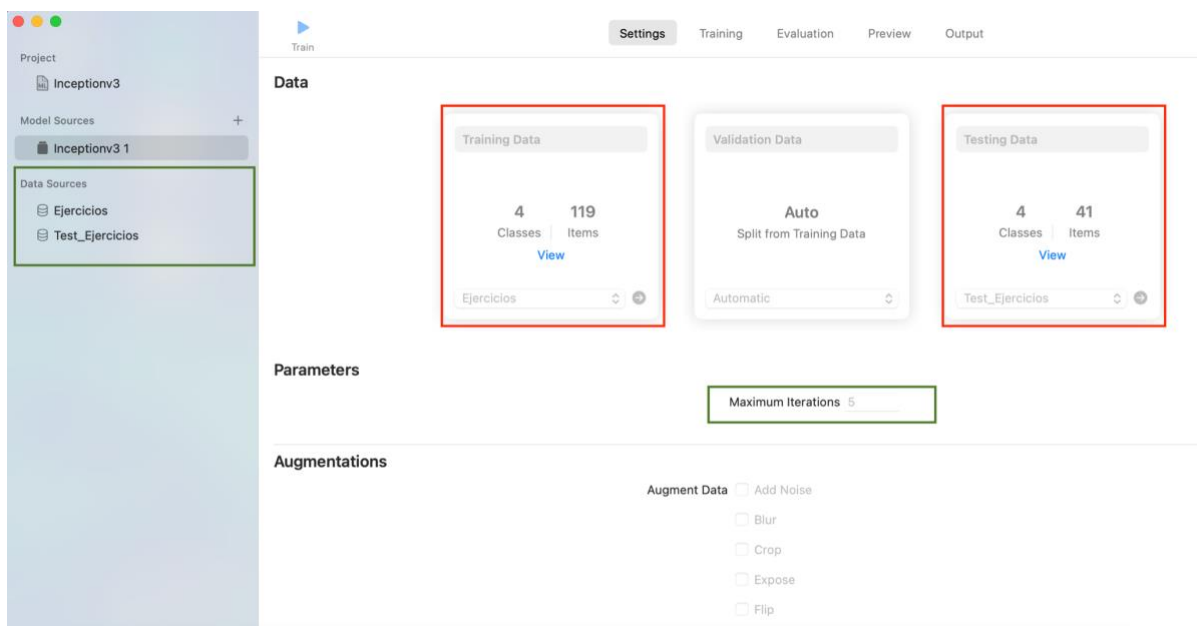 Train
Settings
Training
Evaluation
Preview
Output
Project
Inceptionv3
Model Sources +
Inceptionv3 1
Data Sources
Ejercicios
Test_Ejercicios
Data
Training Data
4 119
Classes Items
View
Ejercicios
Validation Data
Auto
Split from Training Data
Automatic
Testing Data
4 41
Classes Items
View
Test_Ejercicios
Parameters
Maximum Iterations 5
Augmentations
Augment Data Add Noise
Blur
Crop
Expose
Flip